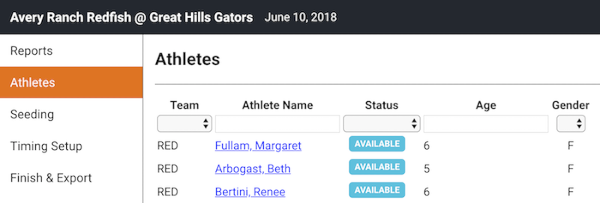 Avery Ranch Redfish @ Great Hills Gators June 10, 2018
Reports
Athletes
Seeding
Timing Setup
Finish & Export
Athletes
Team Athlete Name Status Age Gender
RED Fullam, Margaret AVAILABLE 6 F
RED Arbogast, Beth AVAILABLE 5 F
RED Bertini, Renee AVAILABLE 6 F